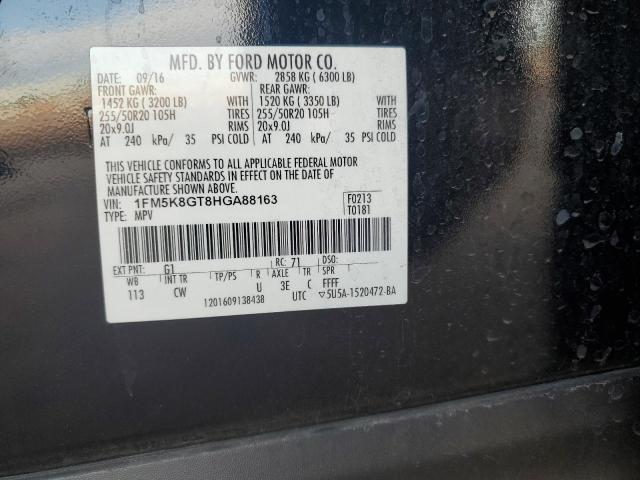 MFD. BY FORD MOTOR CO.
DATE: 09/16 GVWR: 2858 KG ( 6300 LB)
FRONT GAWR: REAR GAWR:
1452 KG ( 3200 LB) WITH 1520 KG ( 3350 LB) WITH
255/50R20 105H TIRES 255/50R20 105H TIRES
20x9.0J RIMS 20x9.0J RIMS
AT 240 kPa/ 35 PSI COLD AT 240 kPa/ 35 PSI COLD
THIS VEHICLE CONFORMS TO ALL APPLICABLE FEDERAL MOTOR
VEHICLE SAFETY STANDARDS IN EFFECT ON THE DATE OF
MANUFACTURE SHOWN ABOVE.
VIN: 1FM5K8GT8HGA88163 F0213
TYPE: MPV T0181
EXT PNT: G1 RC: 71 DSO:
WB INT TR TP/PS R AXLE TR SPR
113 CW U 3E C FFFF
1201609138438 UTC ▽5U5A-1520472-BA